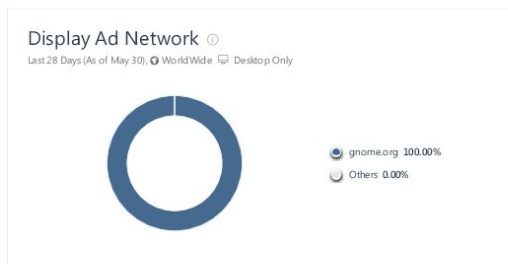 Display Ad Network
Last 28 Days (As of May 30), WorldWide Desktop Only
gnome.org 100.00%
Others 0.00%